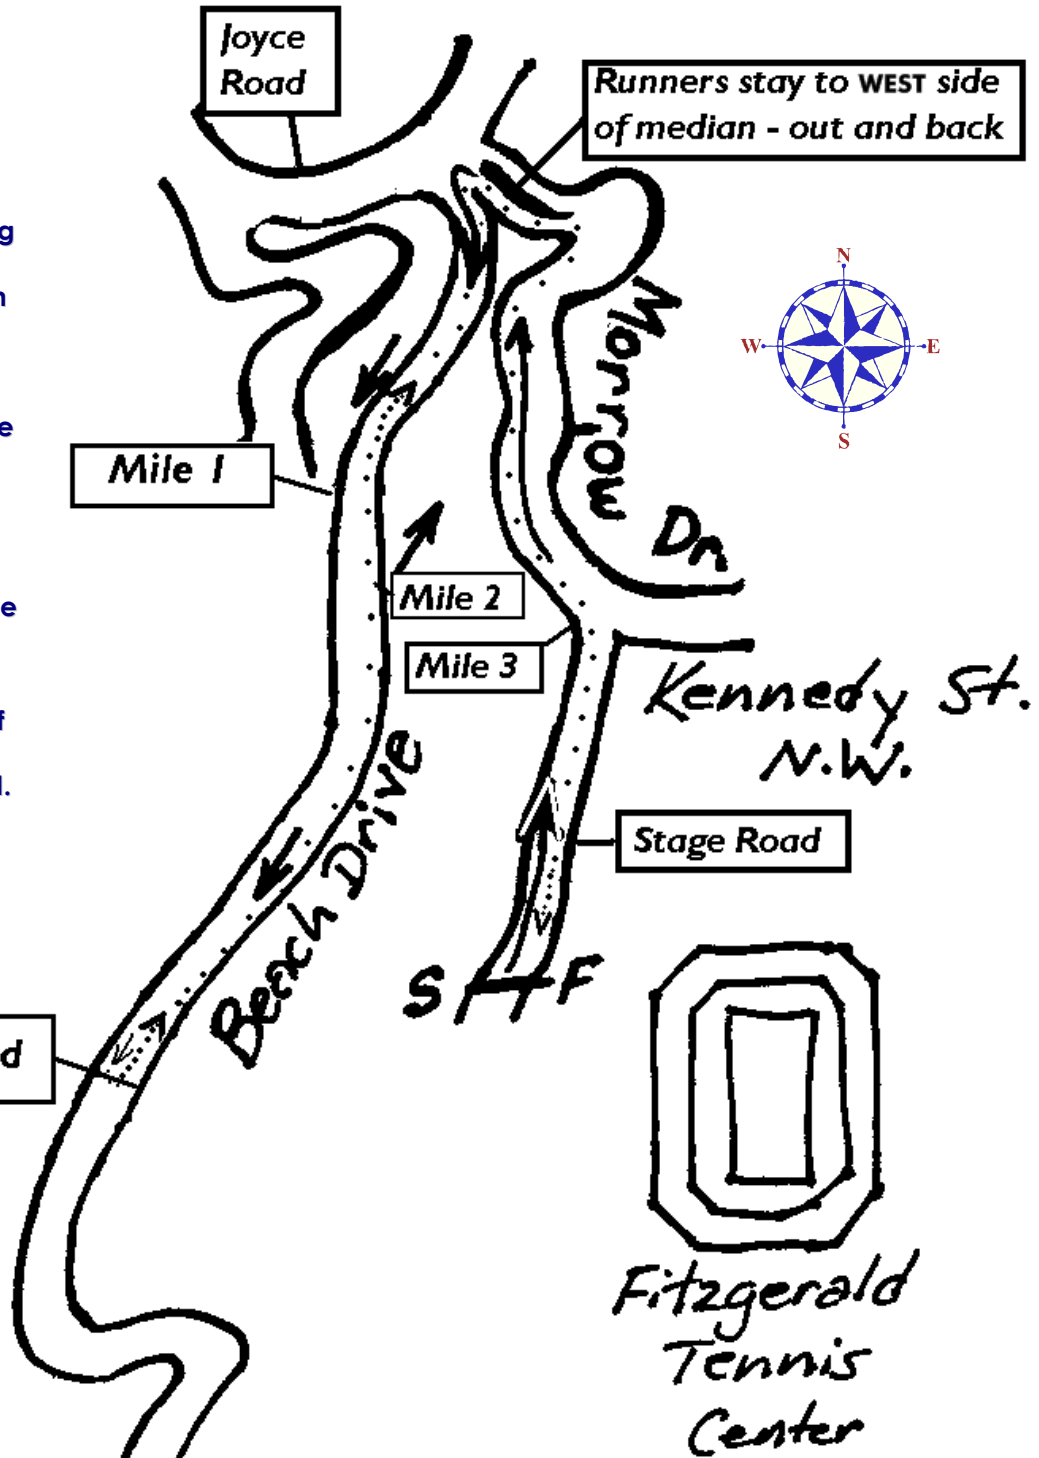 Joyce
Road
Runners stay to WEST side
of median - out and back
N
W
E
S
Morrow
Dr
Mile 1
Mile 2
Mile 3
Kennedy St.
N.W.
Stage Road
Beach Drive
S
F
Fitzgerald
Tennis
Center